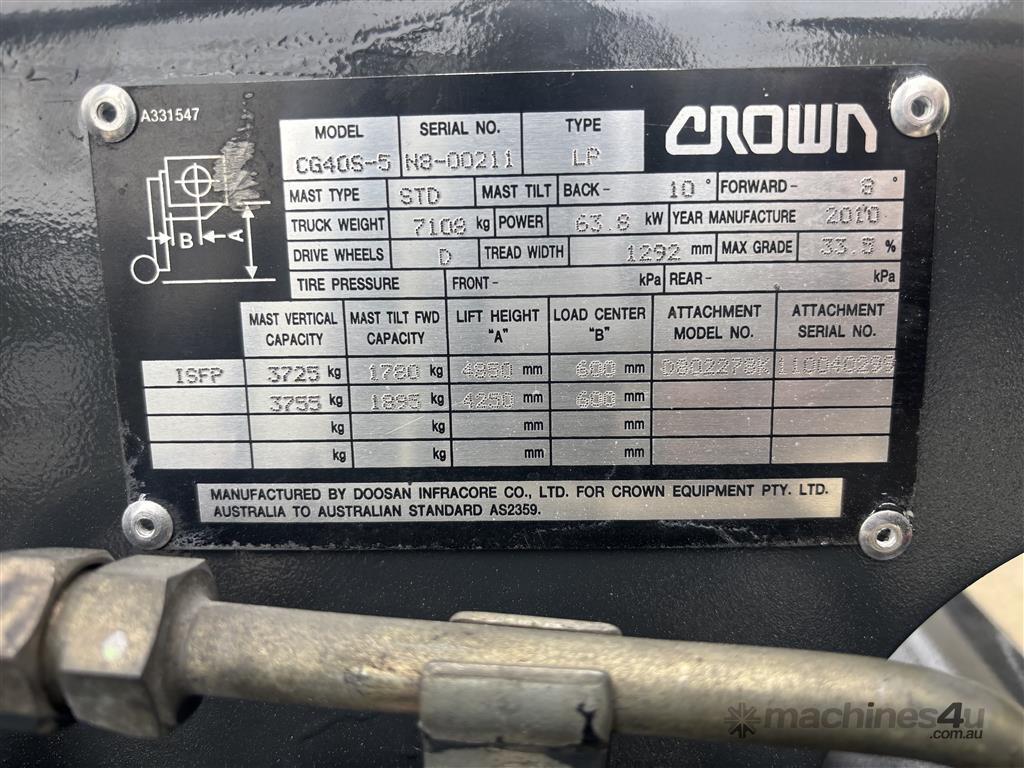 A331547
CROWN
MODEL SERIAL NO. TYPE
CG40S-5 N8-00211 LP
MAST TYPE STD MAST TILT BACK- 10° FORWARD- 8°
TRUCK WEIGHT 7108 kg POWER 63.8 kW YEAR MANUFACTURE 2010
DRIVE WHEELS D TREAD WIDTH 1292 mm MAX GRADE %
TIRE PRESSURE FRONT- kPa REAR- kPa
MAST VERTICAL CAPACITY MAST TILT FWD CAPACITY LIFT HEIGHT "A" LOAD CENTER "B" ATTACHMENT MODEL NO. ATTACHMENT SERIAL NO.
ISFP 3725 kg 1780 kg 4850 mm 600 mm
3755 kg 1895 kg 4250 mm 600 mm
kg kg mm mm
kg kg mm mm
B A
MANUFACTURED BY DOOSAN INFRACORE CO., LTD. FOR CROWN EQUIPMENT PTY. LTD.
AUSTRALIA TO AUSTRALIAN STANDARD AS2359.
machines4u
.com.au